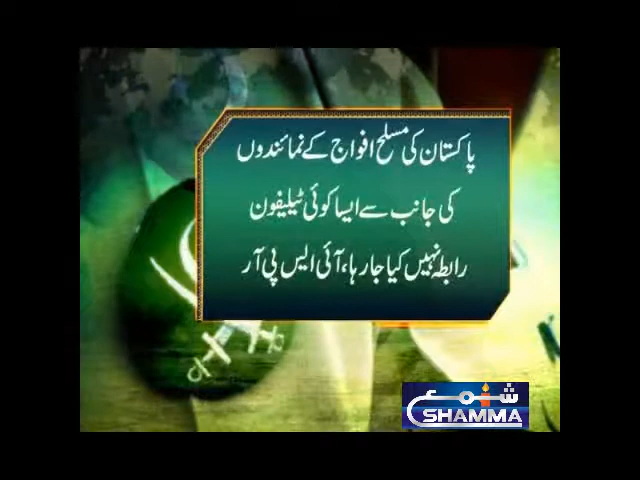 پاکستان کی مسلح افواج کے نمائندوں
کی جانب سے ایسا کوئی ٹیلیفون
رابطہ نہیں کیا جا رہا، آئی ایس پی آر
شمع
SHAMMA